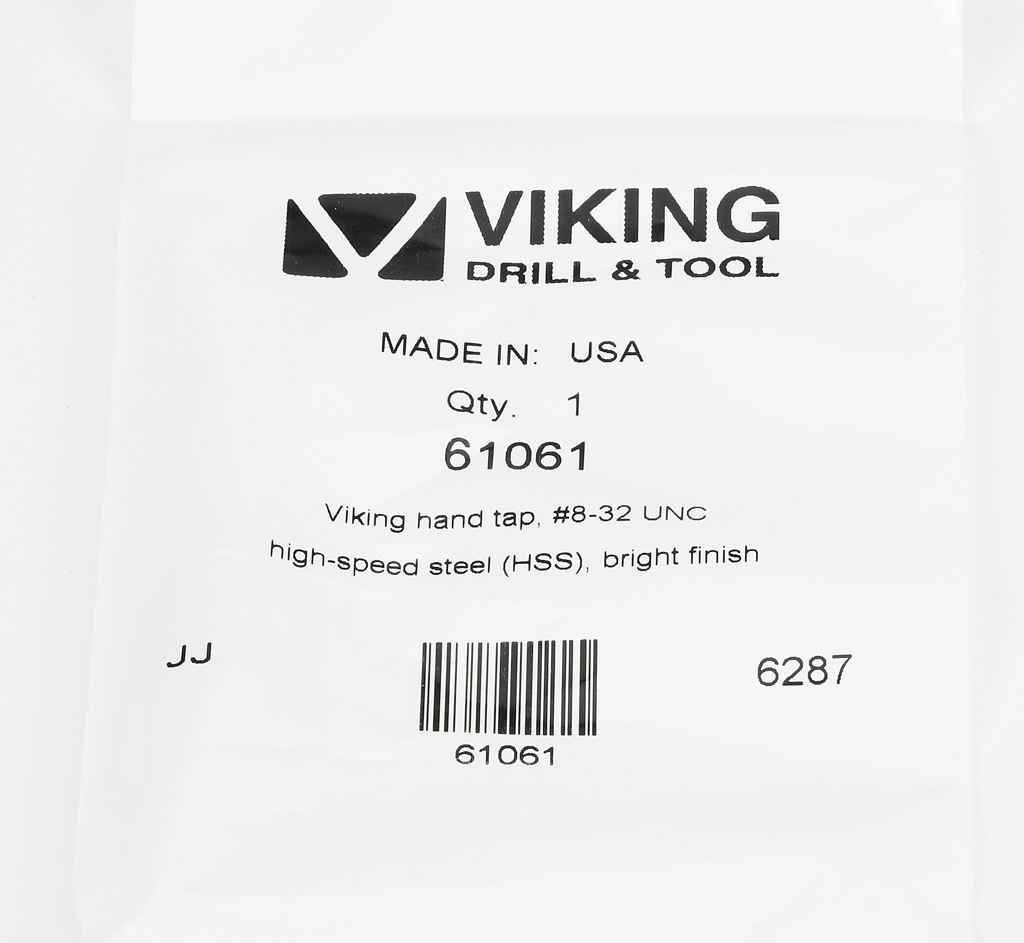 VIKING
DRILL & TOOL
MADE IN: USA
Qty. 1
61061
Viking hand tap, #8-32 UNC
high-speed steel (HSS), bright finish
JJ
6287
61061